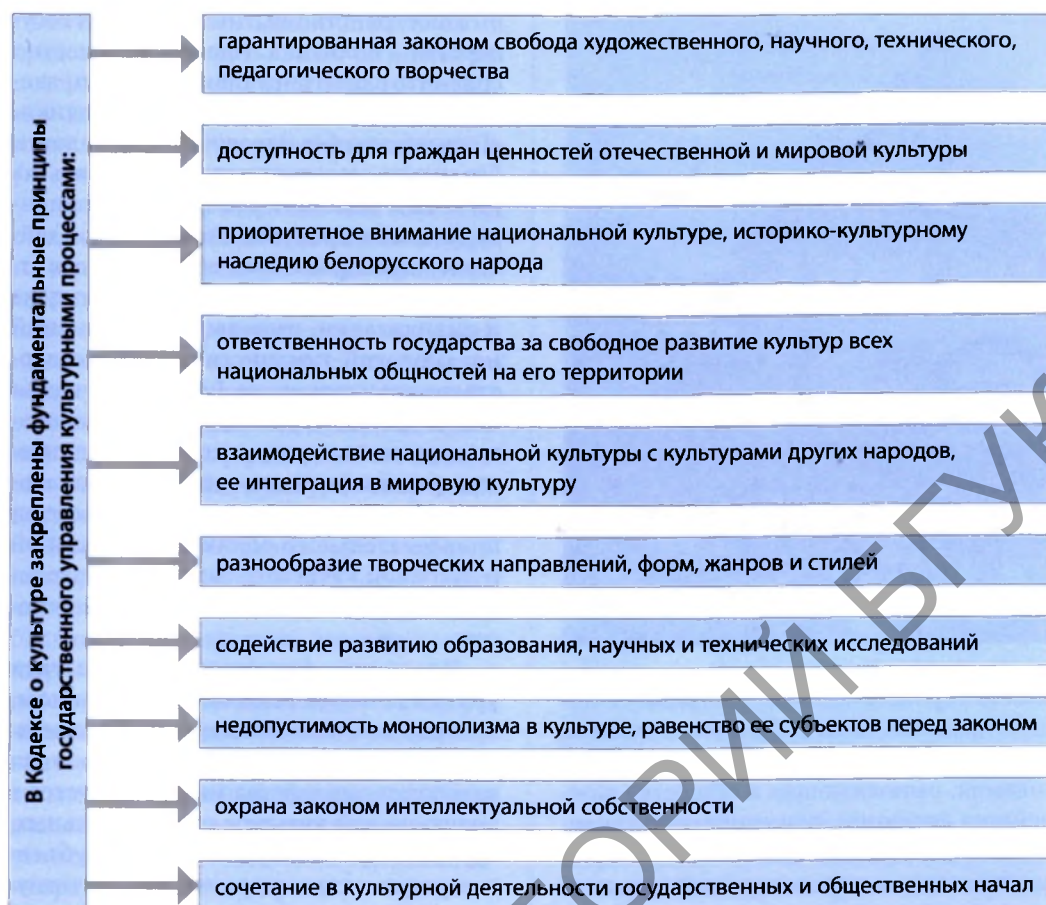 В Кодексе о культуре закреплены фундаментальные принципы
государственного управления культурными процессами:
гарантированная законом свобода художественного, научного, технического,
педагогического творчества
доступность для граждан ценностей отечественной и мировой культуры
приоритетное внимание национальной культуре, историко-культурному
наследию белорусского народа
ответственность государства за свободное развитие культур всех
национальных общностей на его территории
взаимодействие национальной культуры с культурами других народов,
ее интеграция в мировую культуру
разнообразие творческих направлений, форм, жанров и стилей
содействие развитию образования, научных и технических исследований
недопустимость монополизма в культуре, равенство ее субъектов перед законом
охрана законом интеллектуальной собственности
сочетание в культурной деятельности государственных и общественных начал
ТОРИЙ БГУК